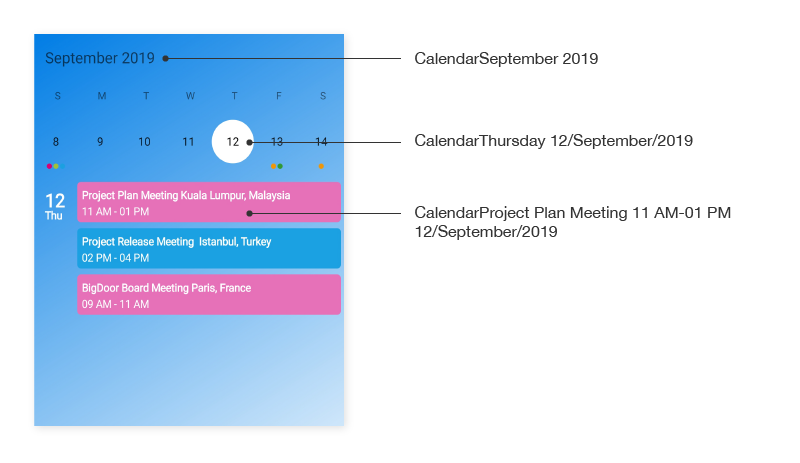 September 2019
CalendarSeptember 2019
S M T W T F S
8 9 10 11 12 13 14
CalendarThursday 12/September/2019
12
Thu
Project Plan Meeting Kuala Lumpur, Malaysia
11 AM - 01 PM
CalendarProject Plan Meeting 11 AM-01 PM
12/September/2019
Project Release Meeting  Istanbul, Turkey
02 PM - 04 PM
BigDoor Board Meeting Paris, France
09 AM - 11 AM